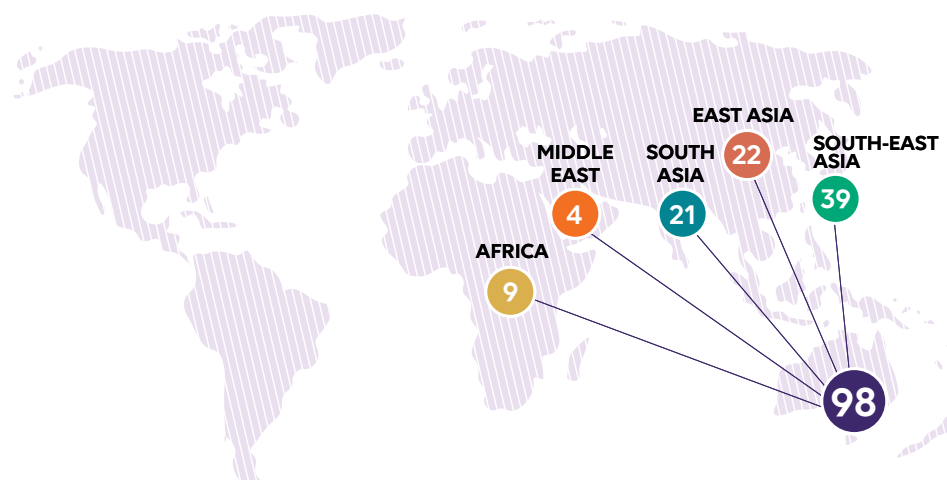 EAST ASIA
22
SOUTH-EAST
ASIA
39
SOUTH
ASIA
21
MIDDLE
EAST
4
AFRICA
9
98